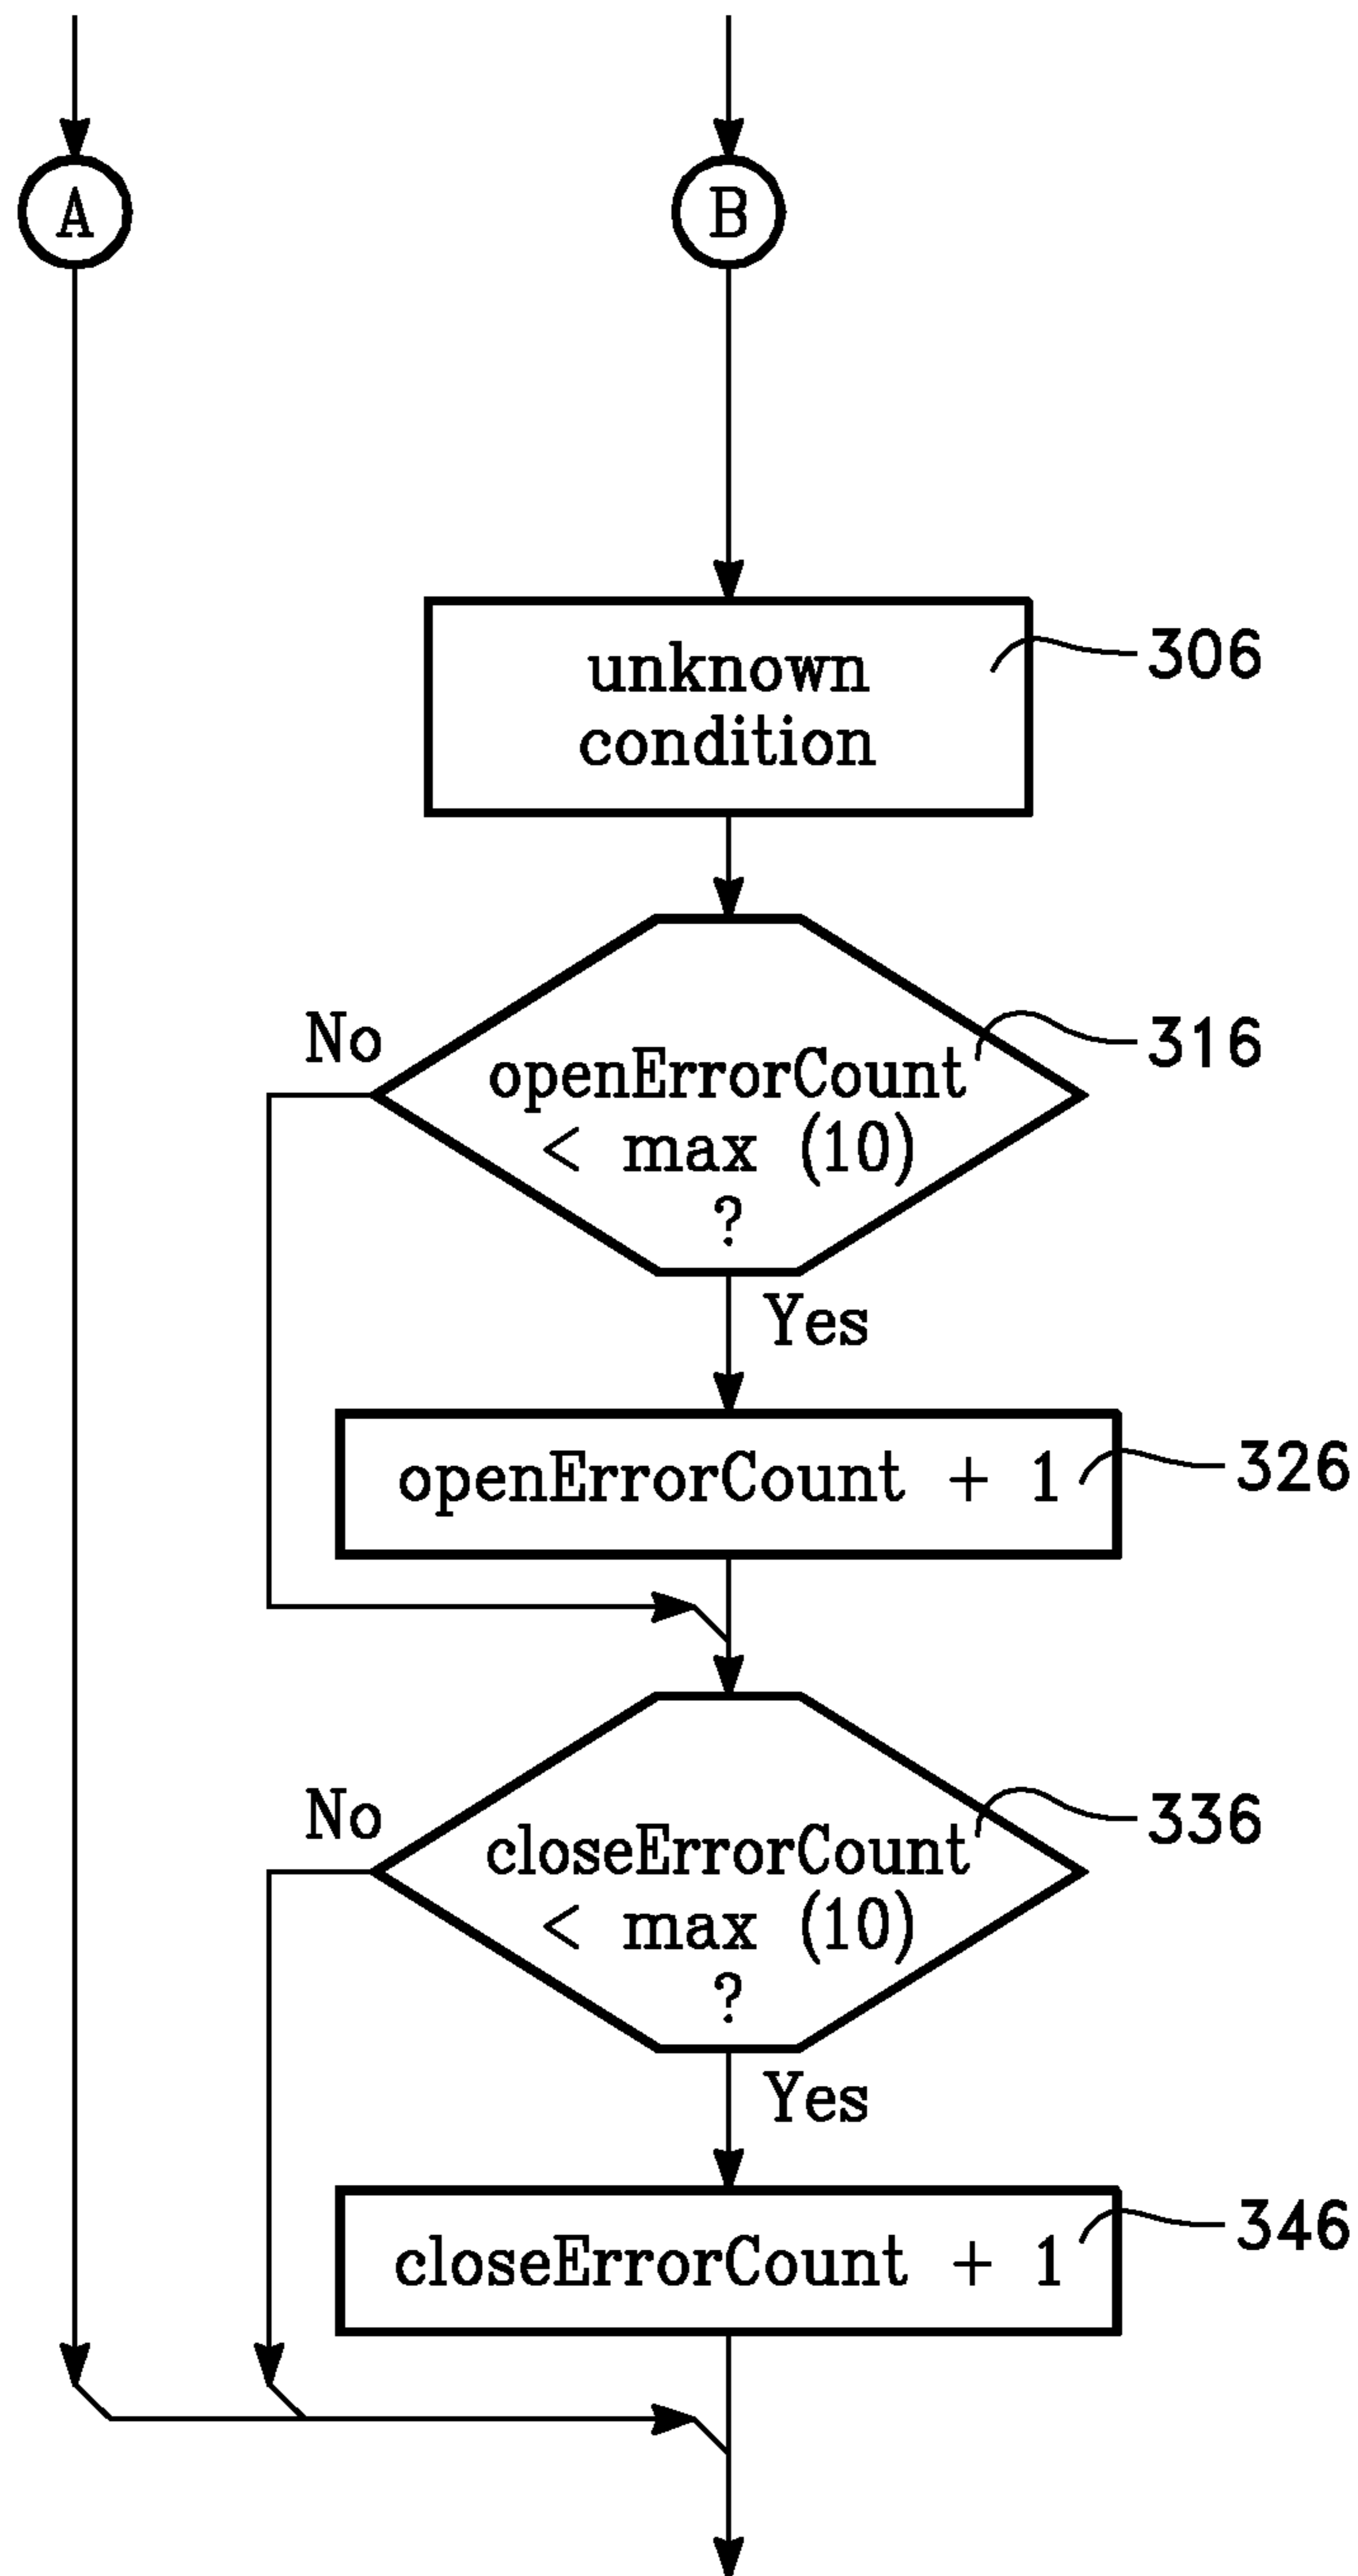 A
B
unknown
condition
306
No
openErrorCount
< max (10)
?
316
Yes
openErrorCount + 1
326
No
closeErrorCount
< max (10)
?
336
Yes
closeErrorCount + 1
346